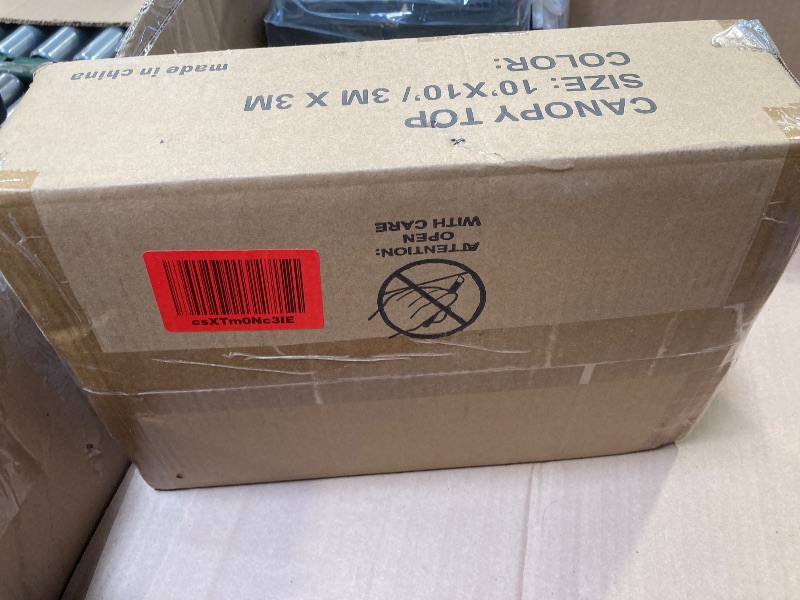 CANOPY TOP
SIZE: 10'X10'/ 3M X 3M
COLOR:
made in china
ATTENTION:
OPEN
WITH CARE
csXTm0Nc3IE